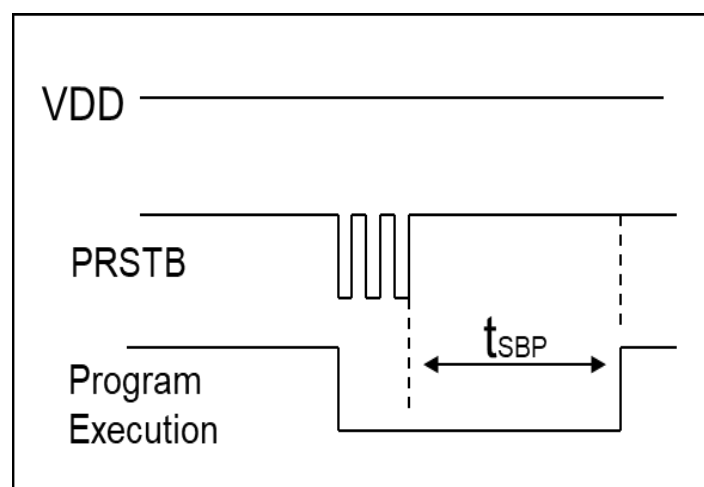 VDD
PRSTB
tSBP
Program
Execution